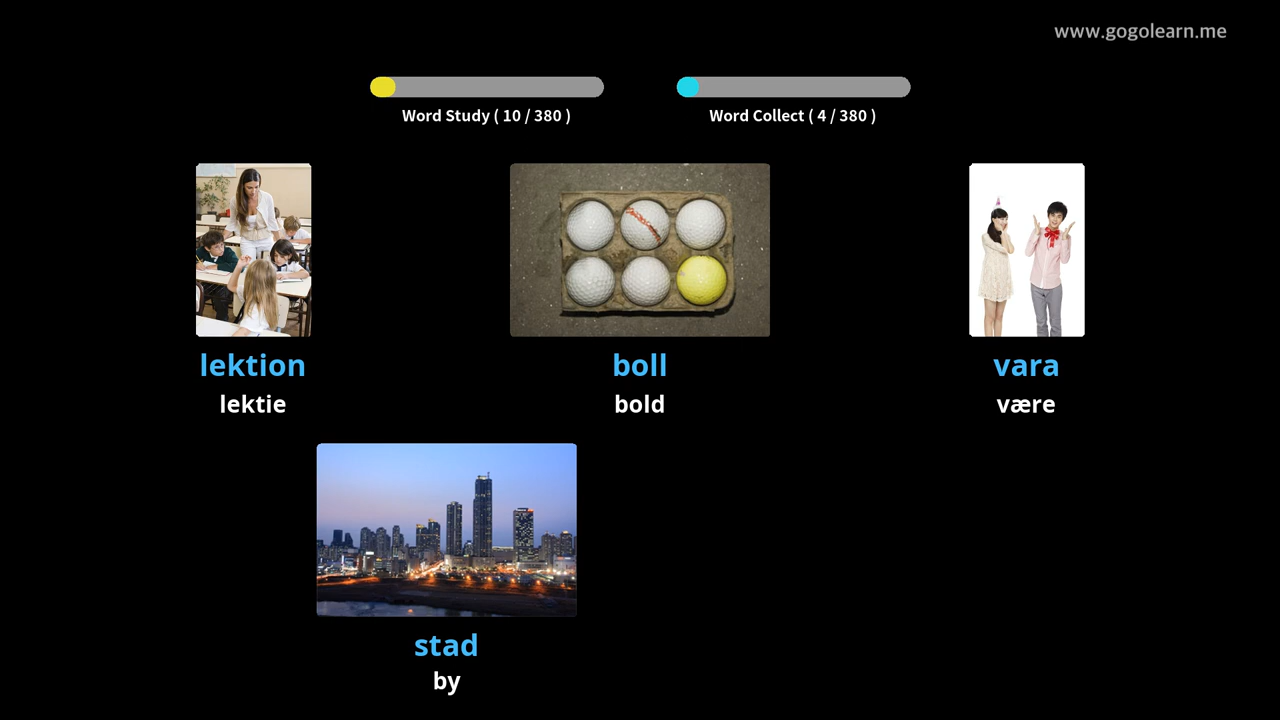 www.gogolearn.me
Word Study ( 10 / 380 )
Word Collect ( 4 / 380 )
lektion
lektie
boll
bold
vara
være
stad
by